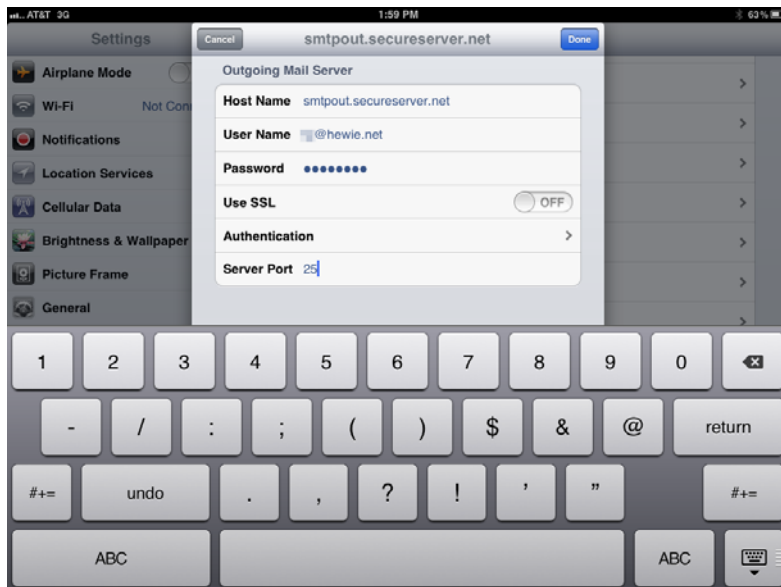 AT&T 3G 1:59 PM 63%
Settings
Cancel smtpout.secureserver.net Done
Airplane Mode
Outgoing Mail Server
Wi-Fi Not Con
Host Name smtpout.secureserver.net
Notifications
User Name @hewie.net
Location Services
Password ••••••••
Cellular Data
Use SSL OFF
Brightness & Wallpaper
Authentication
Picture Frame
Server Port 25
General
1 2 3 4 5 6 7 8 9 0
- / : ; ( ) $ & @ return
#+= undo . , ? ! ' " #+=
ABC ABC